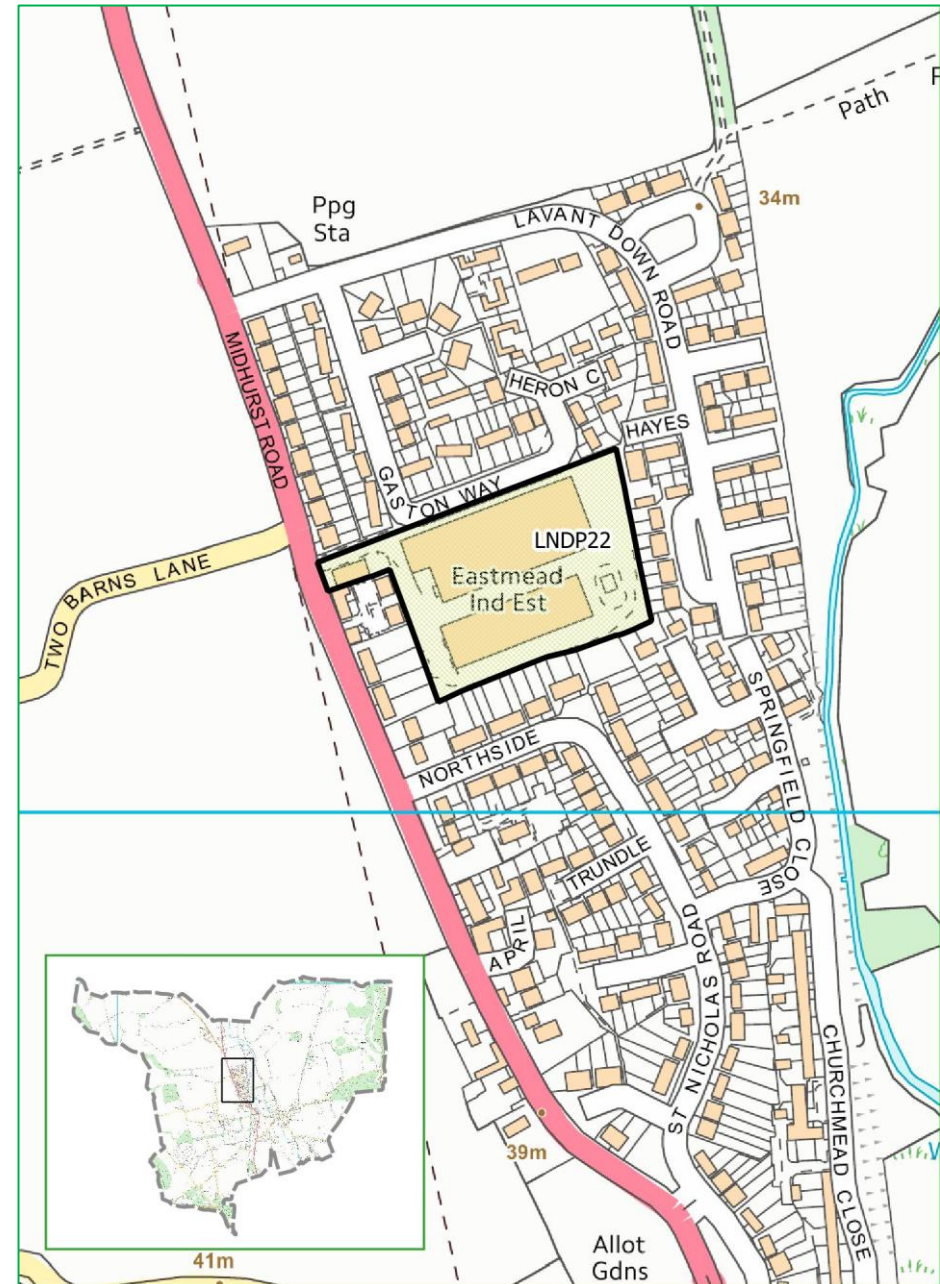 Path
34m
Ppg
Sta
LAVANT DOWN ROAD
MIDHURST ROAD
HERON C
HAYES
GASTON WAY
LNDP22
Eastmead
Ind Est
TWO BARNS LANE
SPRINGFIELD CLOSE
NORTHSIDE
TRUNDLE
APRIL
ST NICHOLAS ROAD
CHURCHMEAD CLOSE
39m
41m
Allot
Gdns